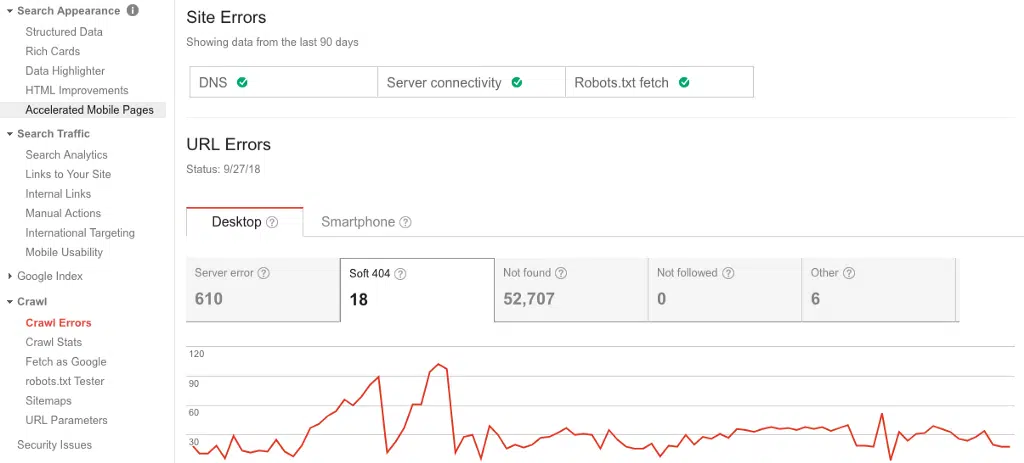 Search Appearance
Structured Data
Rich Cards
Data Highlighter
HTML Improvements
Accelerated Mobile Pages
Search Traffic
Search Analytics
Links to Your Site
Internal Links
Manual Actions
International Targeting
Mobile Usability
Google Index
Crawl
Crawl Errors
Crawl Stats
Fetch as Google
robots.txt Tester
Sitemaps
URL Parameters
Security Issues
Site Errors
Showing data from the last 90 days
DNS Server connectivity Robots.txt fetch
URL Errors
Status: 9/27/18
Desktop ? Smartphone ?
Server error ? Soft 404 ? Not found ? Not followed ? Other ?
610 18 52,707 0 6
120
90
60
30